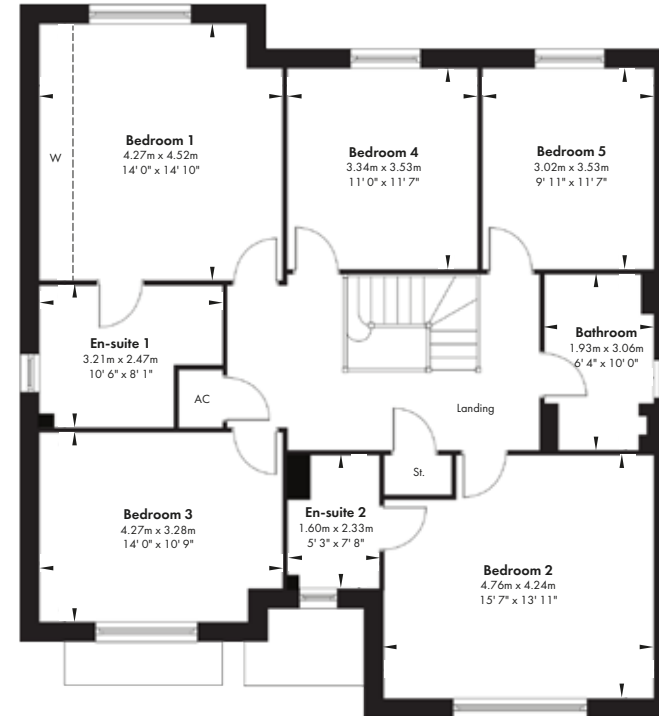 Bedroom 1
4.27m x 4.52m
14' 0" x 14' 10"
W
Bedroom 4
3.34m x 3.53m
11' 0" x 11' 7"
Bedroom 5
3.02m x 3.53m
9' 11" x 11' 7"
En-suite 1
3.21m x 2.47m
10' 6" x 8' 1"
Bathroom
1.93m x 3.06m
6' 4" x 10' 0"
AC
Landing
St.
Bedroom 3
4.27m x 3.28m
14' 0" x 10' 9"
En-suite 2
1.60m x 2.33m
5' 3" x 7' 8"
Bedroom 2
4.76m x 4.24m
15' 7" x 13' 11"